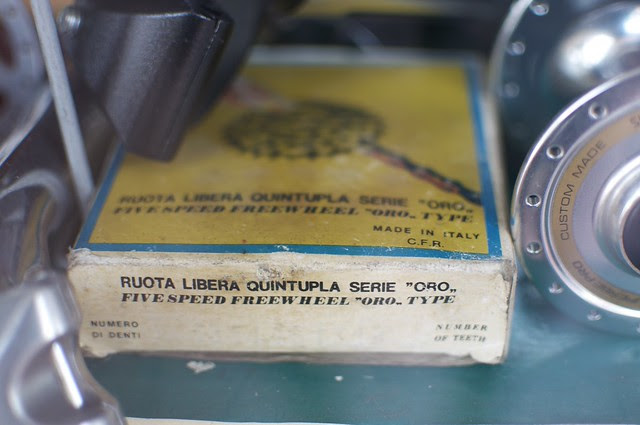 RUOTA LIBERA QUINTUPLA SERIE "ORO„
FIVE SPEED FREEWHEEL "ORO„ TYPE
MADE IN ITALY
C.F.R.
RUOTA LIBERA QUINTUPLA SERIE "ORO„
FIVE SPEED FREEWHEEL "ORO„ TYPE
NUMERO
DI DENTI
NUMBER
OF TEETH
CUSTOM MADE
PRO